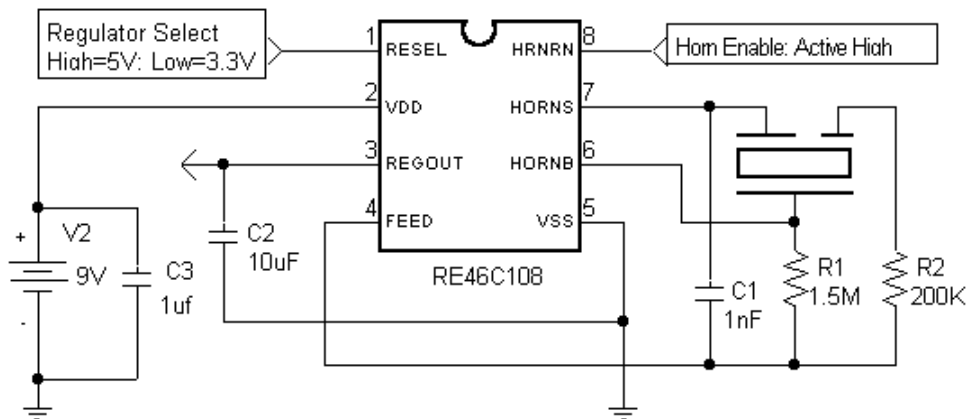 Regulator Select
High=5V: Low=3.3V
1 RESEL
HRNRN 8
Horn Enable: Active High
2 VDD
HORNS 7
3 REGOUT
HORNB 6
4 FEED
VSS 5
RE46C108
+ V2
9V
-
C3
1uf
C2
10uF
C1
1nF
R1
1.5M
R2
200K